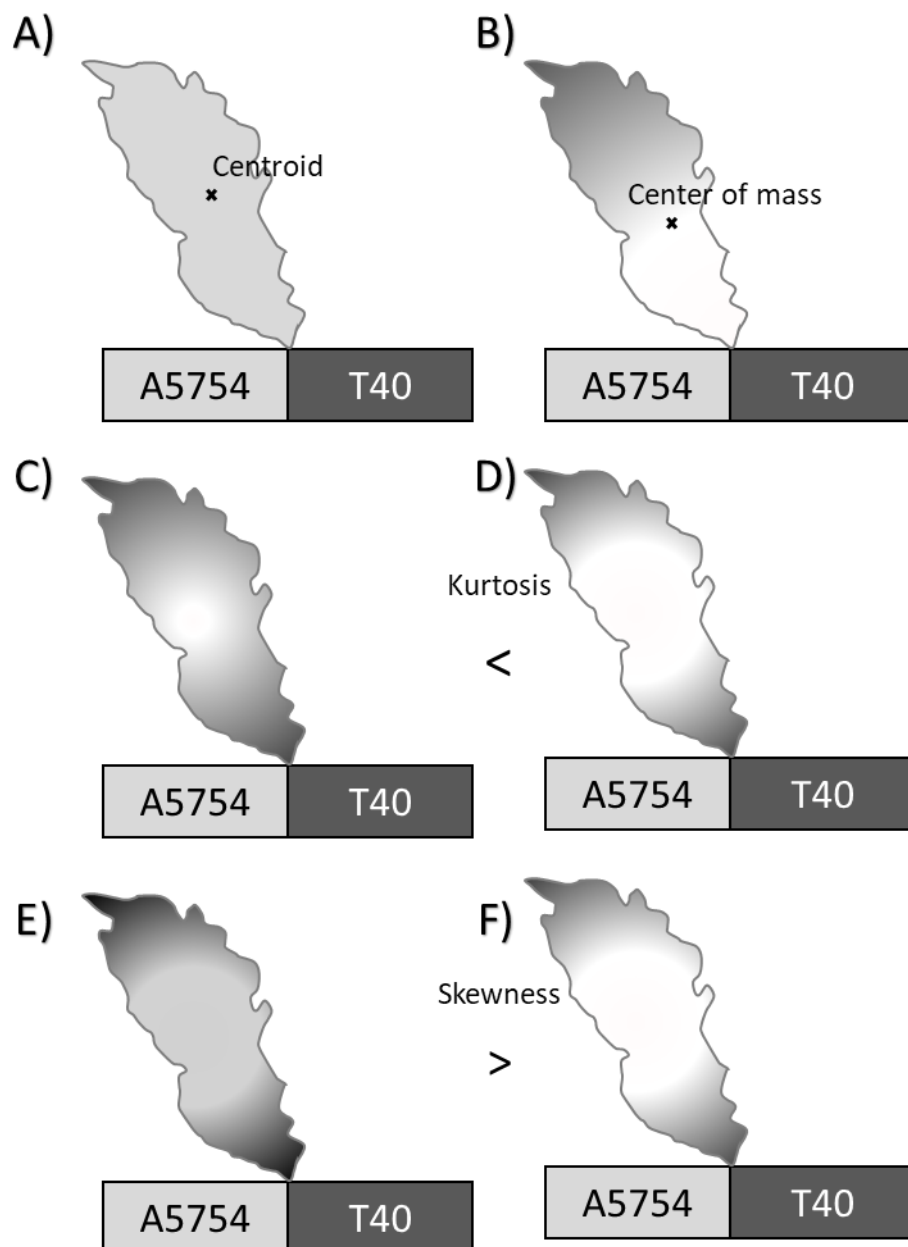 A)
B)
Centroid
Center of mass
A5754 T40
A5754 T40
C)
D)
Kurtosis
<
A5754 T40
A5754 T40
E)
F)
Skewness
>
A5754 T40
A5754 T40